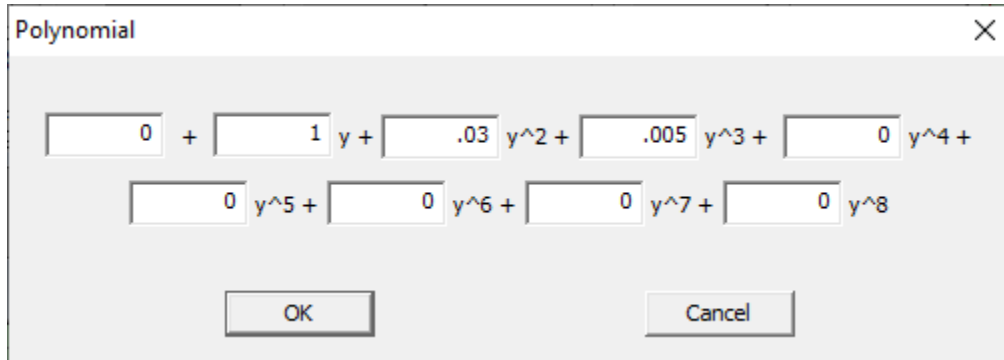 Polynomial
0 + 1 y + .03 y^2 + .005 y^3 + 0 y^4 +
0 y^5 + 0 y^6 + 0 y^7 + 0 y^8
OK Cancel